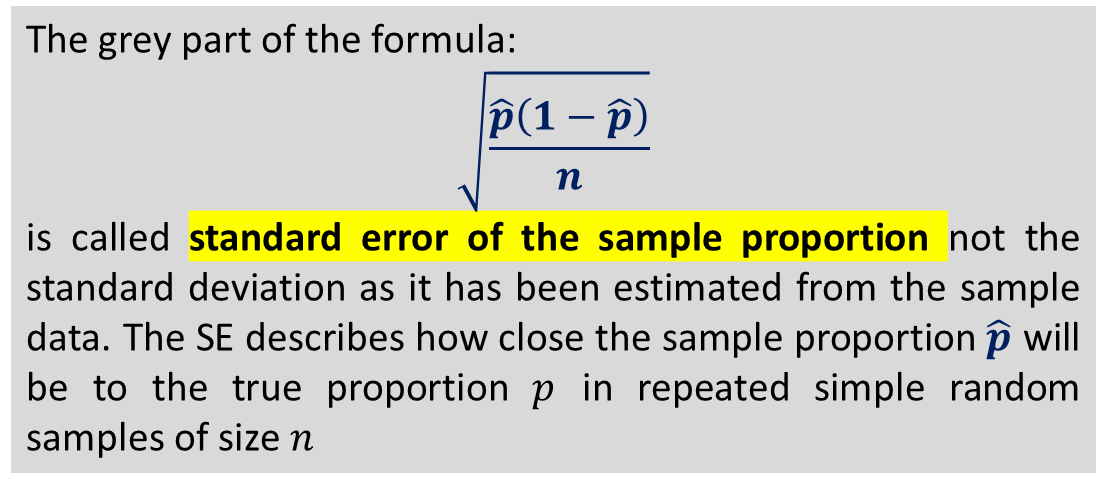 The grey part of the formula:
√(p̂(1 − p̂)/n)
is called standard error of the sample proportion not the
standard deviation as it has been estimated from the sample
data. The SE describes how close the sample proportion p̂ will
be to the true proportion p in repeated simple random
samples of size n